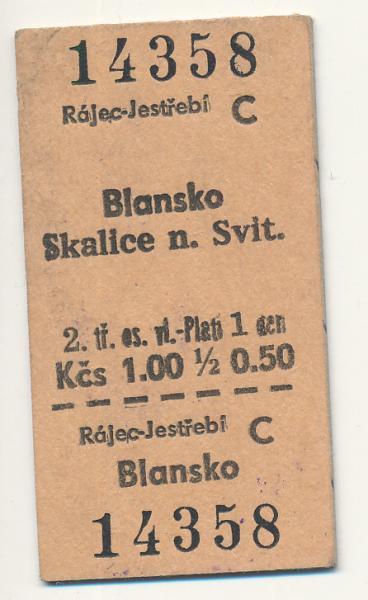 14358
Rájec-Jestřebí C
Blansko
Skalice n. Svit.
2. tř. os. vl.-Platí 1 den
Kčs 1.00 ½ 0.50
Rájec-Jestřebí C
Blansko
14358